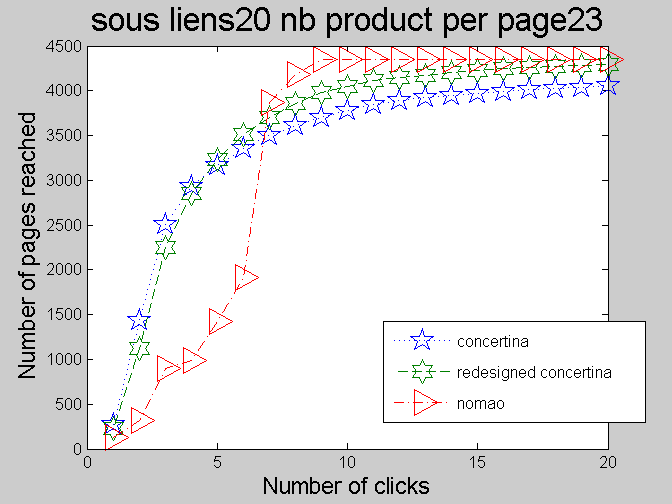 sous liens20 nb product per page23
Number of pages reached
4500
4000
3500
3000
2500
2000
1500
1000
500
0
0 5 10 15 20
Number of clicks
concertina
redesigned concertina
nomao